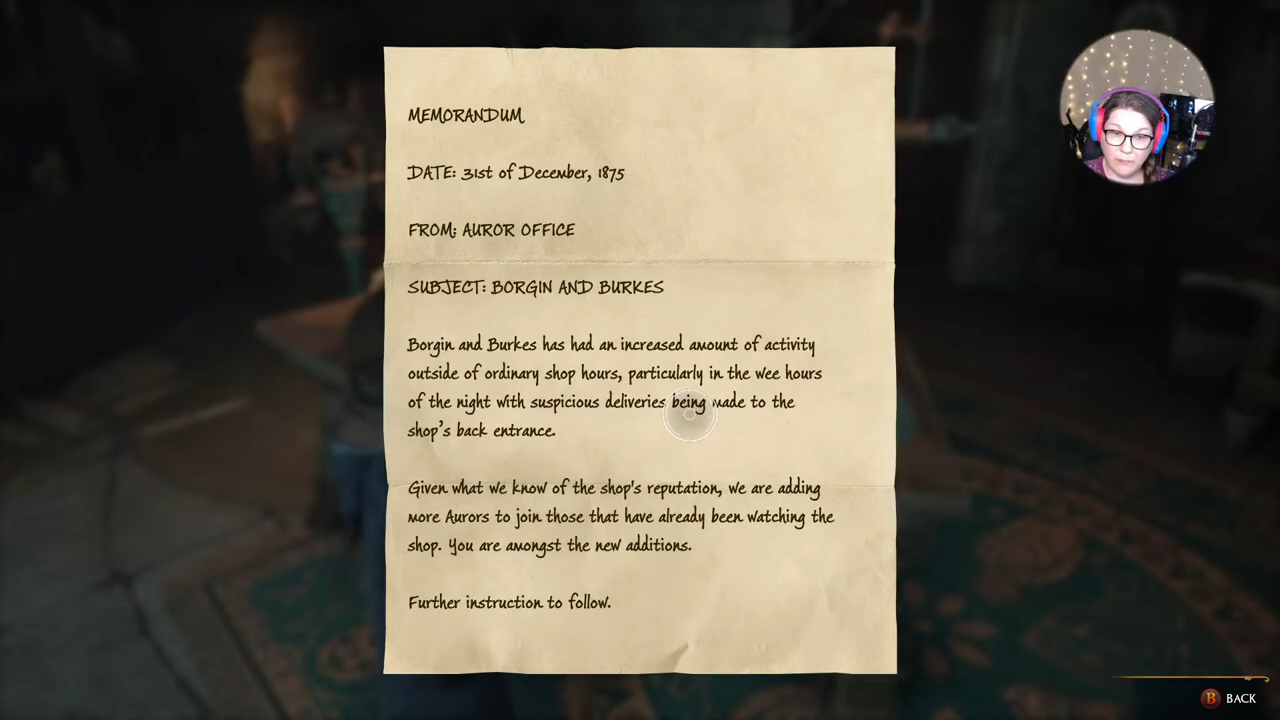 MEMORANDUM
DATE: 31st of December, 1875
FROM: AUROR OFFICE
SUBJECT: BORGIN AND BURKES
Borgin and Burkes has had an increased amount of activity
outside of ordinary shop hours, particularly in the wee hours
of the night with suspicious deliveries being made to the
shop's back entrance.
Given what we know of the shop's reputation, we are adding
more Aurors to join those that have already been watching the
shop. You are amongst the new additions.
Further instruction to follow.
B BACK